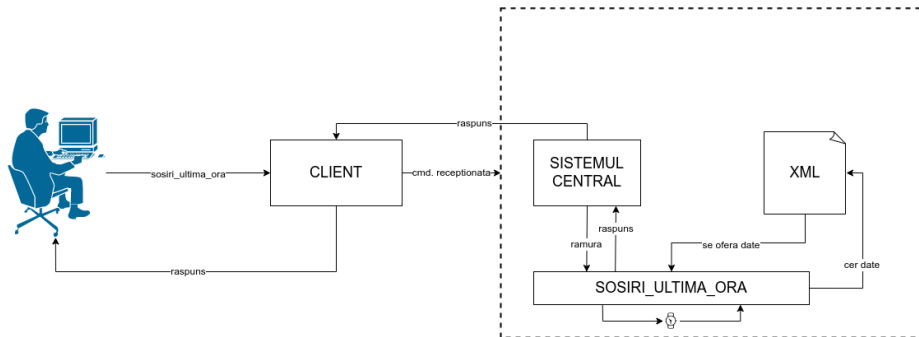 raspuns
sosiri_ultima_ora
CLIENT
cmd. receptionata
SISTEMUL
CENTRAL
XML
raspuns
ramura
se ofera date
cer date
raspuns
SOSIRI_ULTIMA_ORA